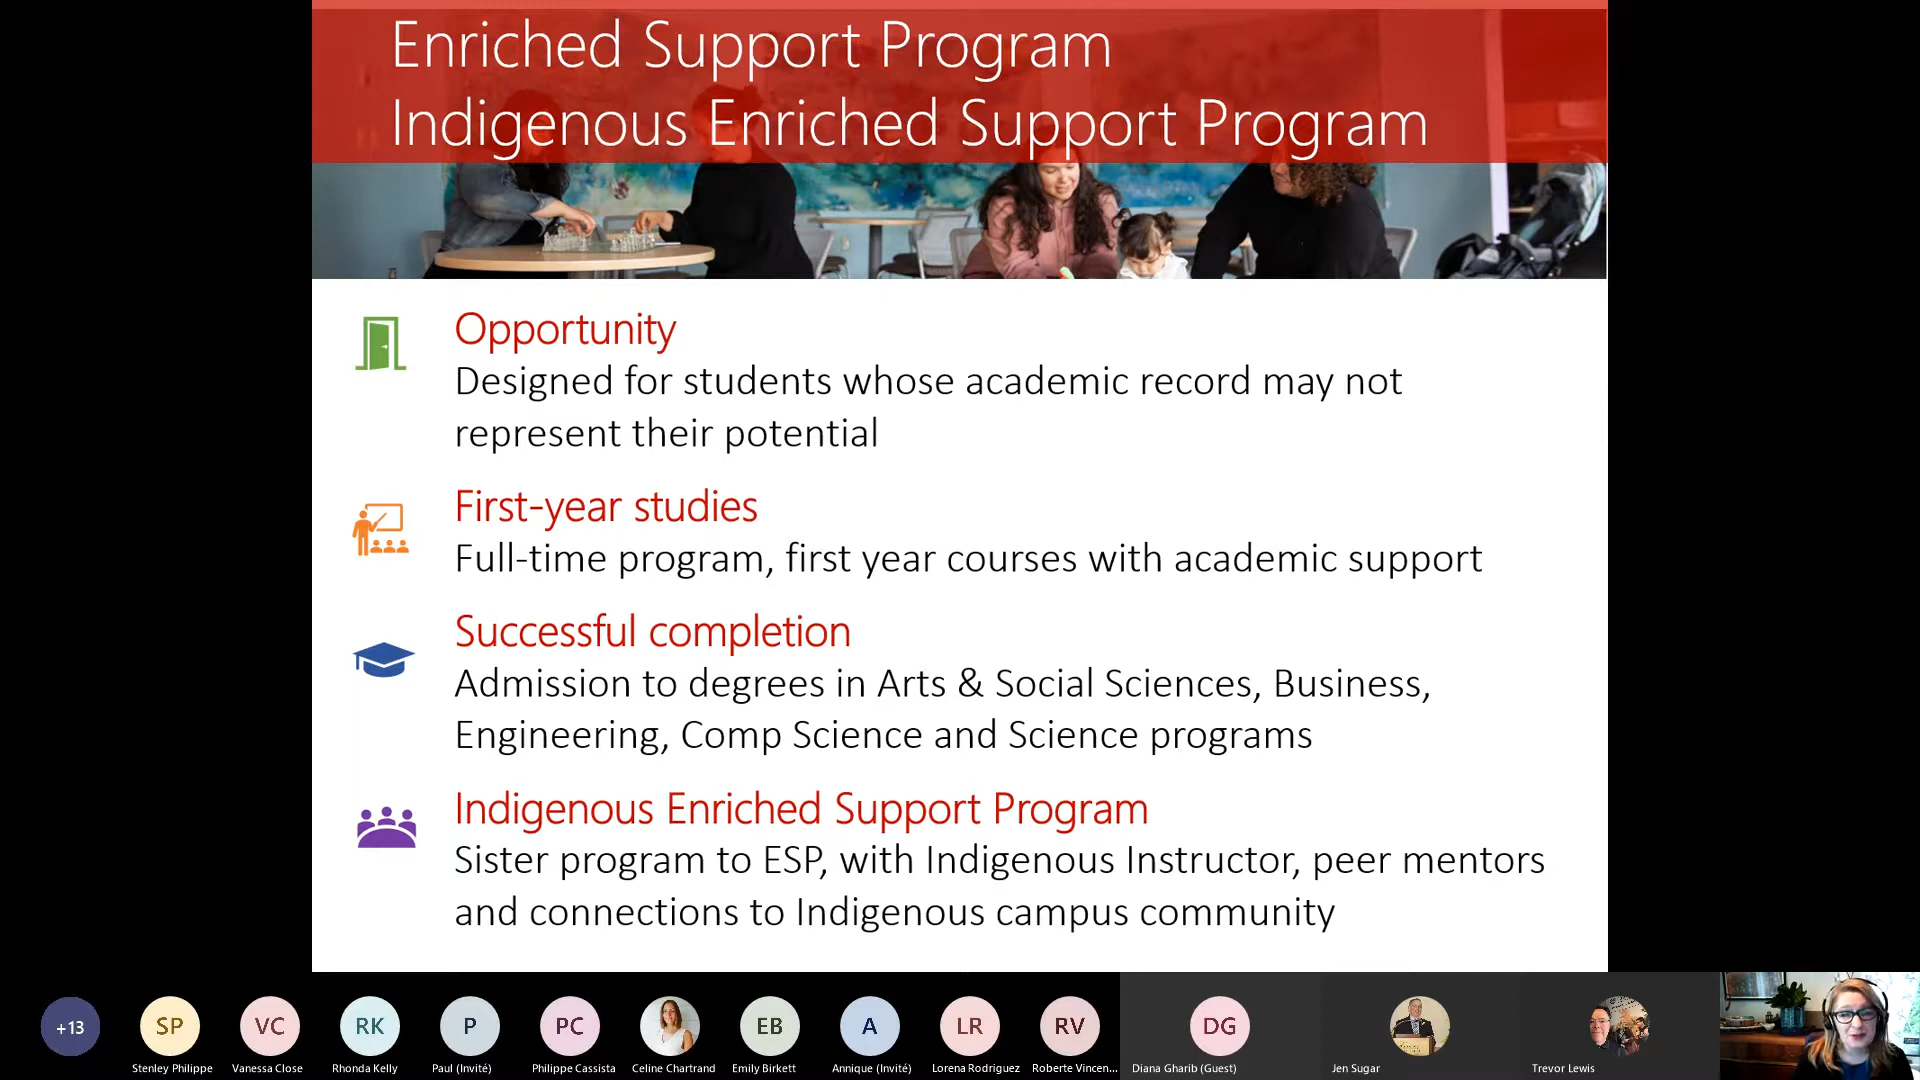 Enriched Support Program
Indigenous Enriched Support Program
Opportunity
Designed for students whose academic record may not
represent their potential
First-year studies
Full-time program, first year courses with academic support
Successful completion
Admission to degrees in Arts & Social Sciences, Business,
Engineering, Comp Science and Science programs
Indigenous Enriched Support Program
Sister program to ESP, with Indigenous Instructor, peer mentors
and connections to Indigenous campus community
+13 SP VC RK P PC EB A LR RV DG
Stenley Philippe Vanessa Close Rhonda Kelly Paul (Invité) Philippe Cassista Celine Chartrand Emily Birkett Annique (Invité) Lorena Rodriguez Roberte Vincen... Diana Gharib (Guest) Jen Sugar Trevor Lewis